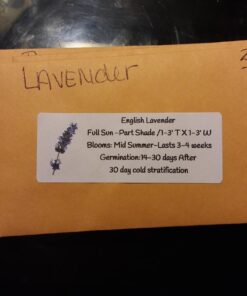 LAVENDER
English Lavender
Full Sun -Part Shade /1-3' T X 1-3' W
Blooms: Mid Summer-Lasts 3-4 weeks
Germination:14-30 days After
30 day cold stratification